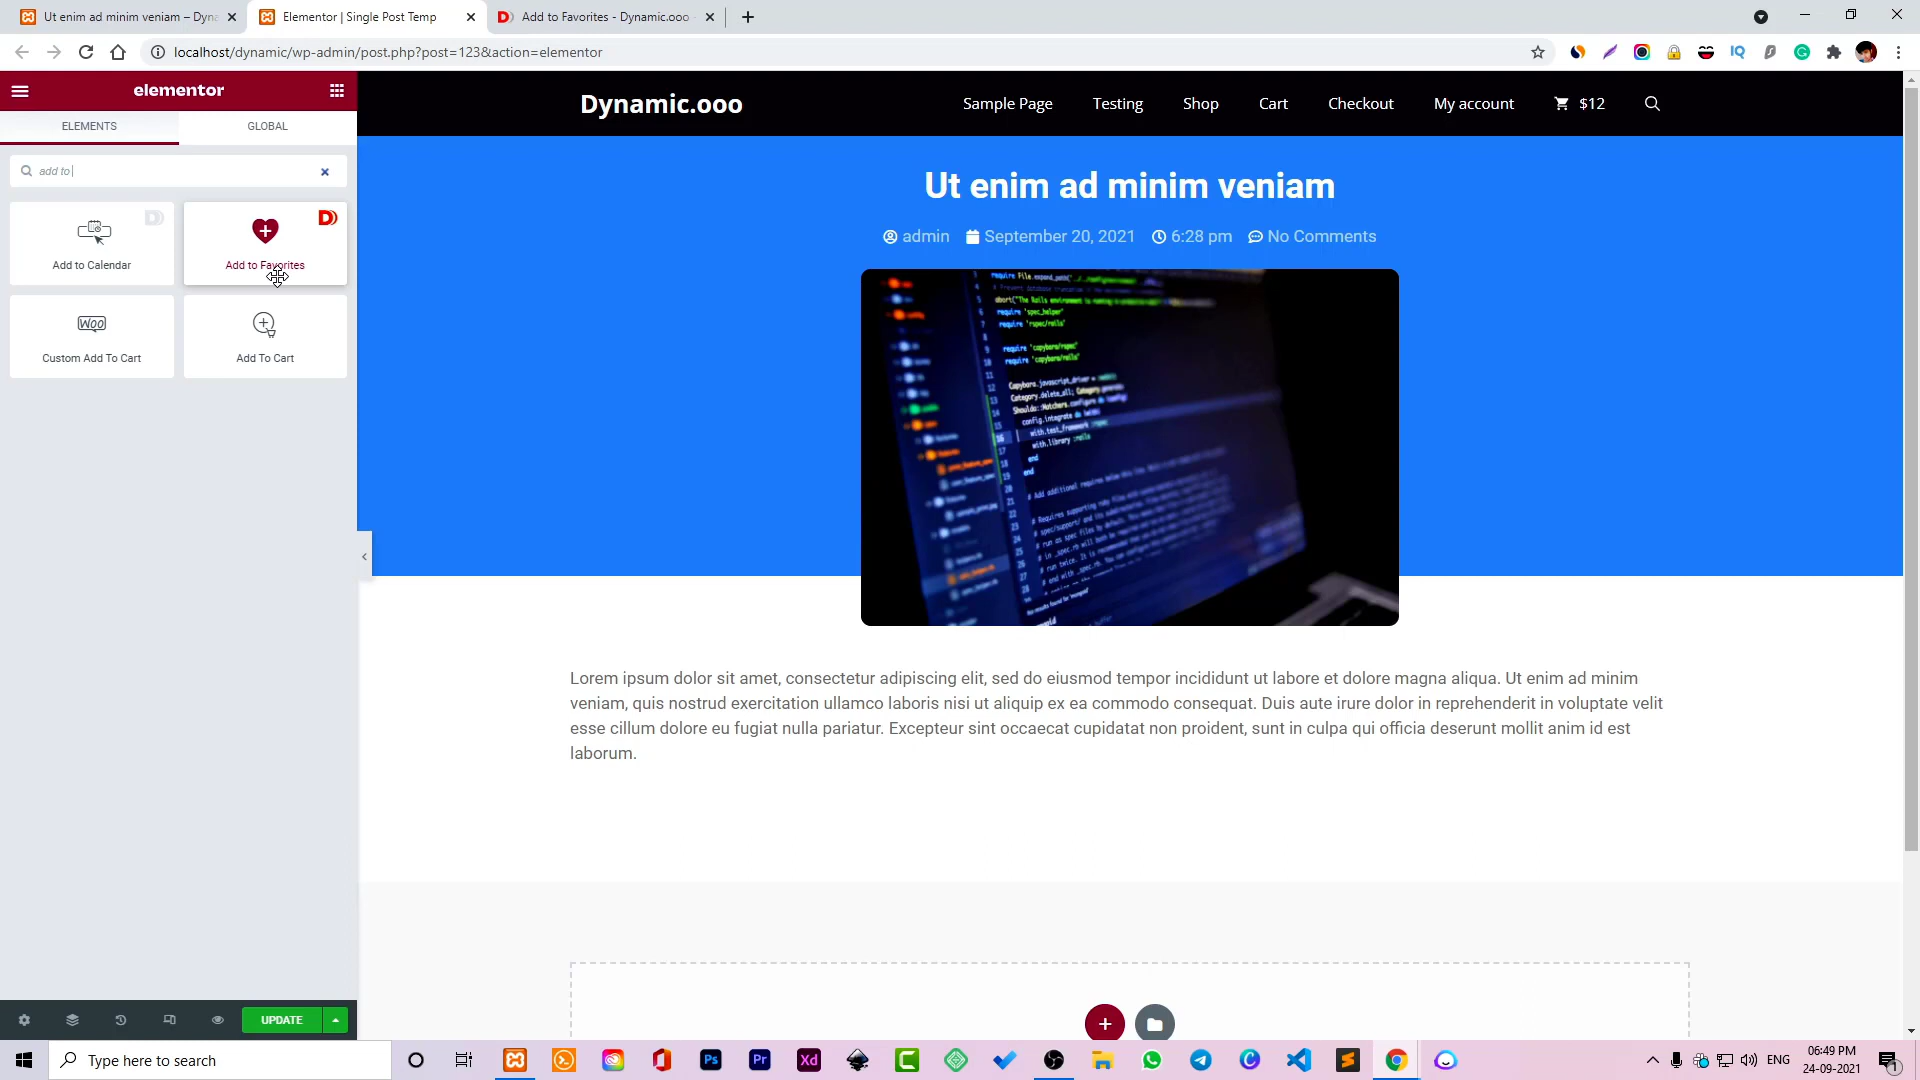 Ut enim ad minim veniam – Dyna
Elementor | Single Post Temp
Add to Favorites - Dynamic.ooo
localhost/dynamic/wp-admin/post.php?post=123&action=elementor
elementor
ELEMENTS
GLOBAL
add to
Add to Calendar
Add to Favorites
Woo
Custom Add To Cart
Add To Cart
UPDATE
Dynamic.ooo
Sample Page
Testing
Shop
Cart
Checkout
My account
$12
Ut enim ad minim veniam
admin
September 20, 2021
6:28 pm
No Comments
Lorem ipsum dolor sit amet, consectetur adipiscing elit, sed do eiusmod tempor incididunt ut labore et dolore magna aliqua. Ut enim ad minim
veniam, quis nostrud exercitation ullamco laboris nisi ut aliquip ex ea commodo consequat. Duis aute irure dolor in reprehenderit in voluptate velit
esse cillum dolore eu fugiat nulla pariatur. Excepteur sint occaecat cupidatat non proident, sunt in culpa qui officia deserunt mollit anim id est
laborum.
Type here to search
Ps
Pr
Xd
ENG
06:49 PM
24-09-2021